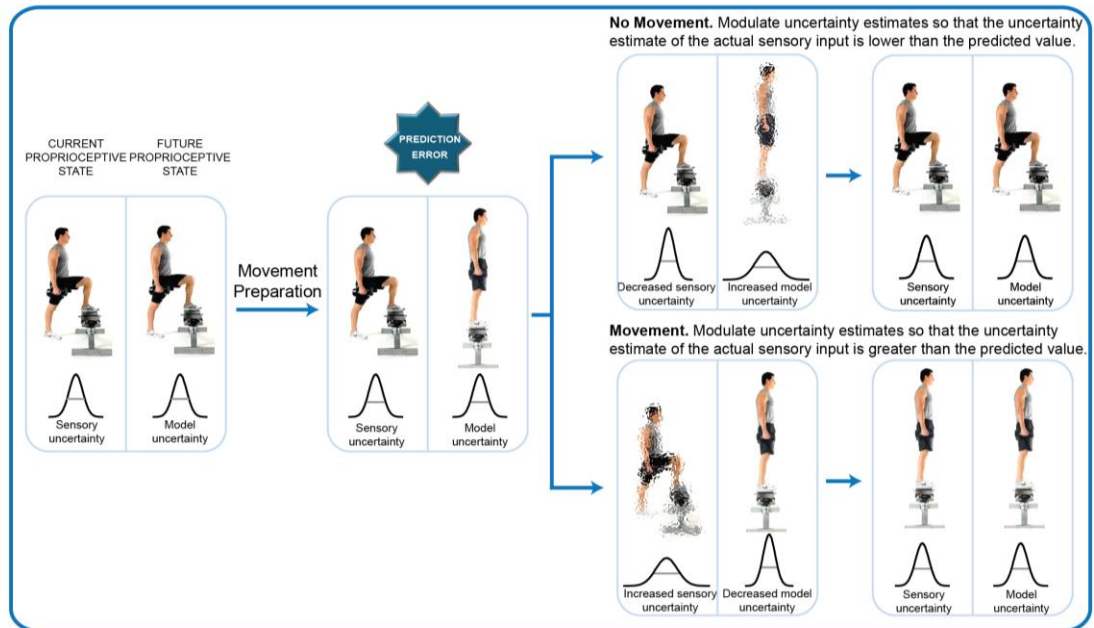 No Movement. Modulate uncertainty estimates so that the uncertainty
estimate of the actual sensory input is lower than the predicted value.
CURRENT
PROPRIOCEPTIVE
STATE
FUTURE
PROPRIOCEPTIVE
STATE
PREDICTION
ERROR
Movement
Preparation
Sensory
uncertainty
Model
uncertainty
Sensory
uncertainty
Model
uncertainty
Decreased sensory
uncertainty
Increased model
uncertainty
Sensory
uncertainty
Model
uncertainty
Movement. Modulate uncertainty estimates so that the uncertainty
estimate of the actual sensory input is greater than the predicted value.
Increased sensory
uncertainty
Decreased model
uncertainty
Sensory
uncertainty
Model
uncertainty